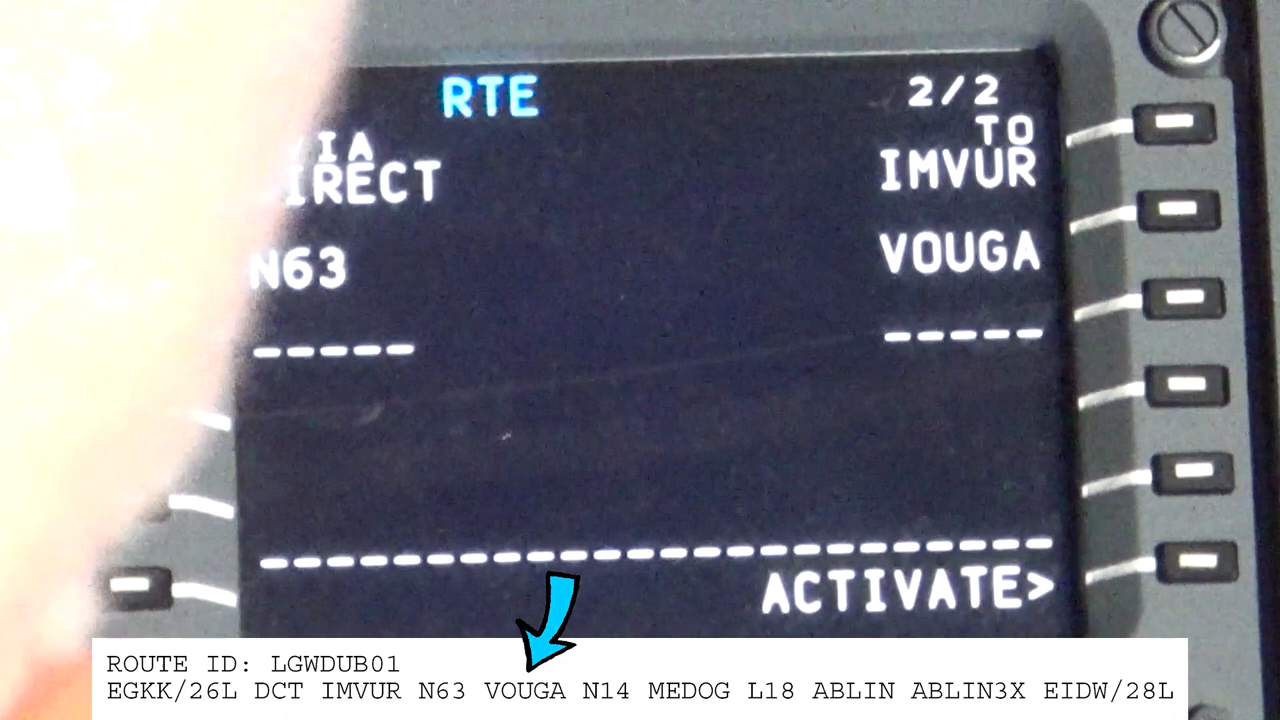 RTE 2/2
VIA TO
DIRECT IMVUR
N63 VOUGA
----- -----
------------------------
ACTIVATE>
ROUTE ID: LGWDUB01
EGKK/26L DCT IMVUR N63 VOUGA N14 MEDOG L18 ABLIN ABLIN3X EIDW/28L